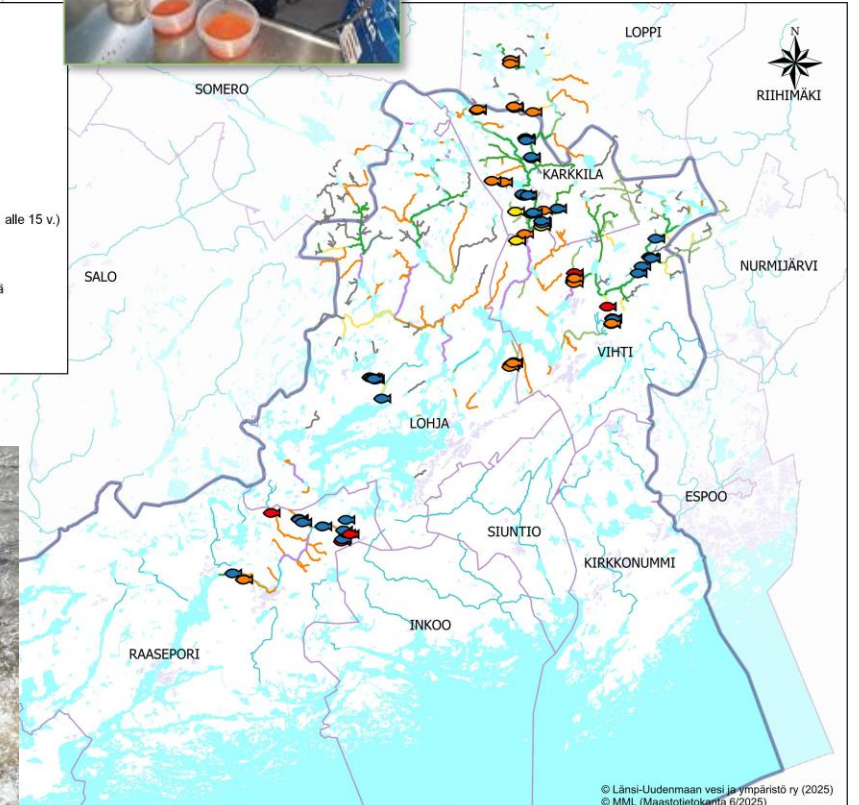 LOPPI
N
SOMERO
RIIHIMÄKI
KARKKILA
alle 15 v.)
NURMIJÄRVI
SALO
VIHTI
LOHJA
ESPOO
SIUNTIO
KIRKKONUMMI
INKOO
RAASEPORI
© Länsi-Uudenmaan vesi ja ympäristö ry (2025)
© MML (Maastotietokanta 6/2025)